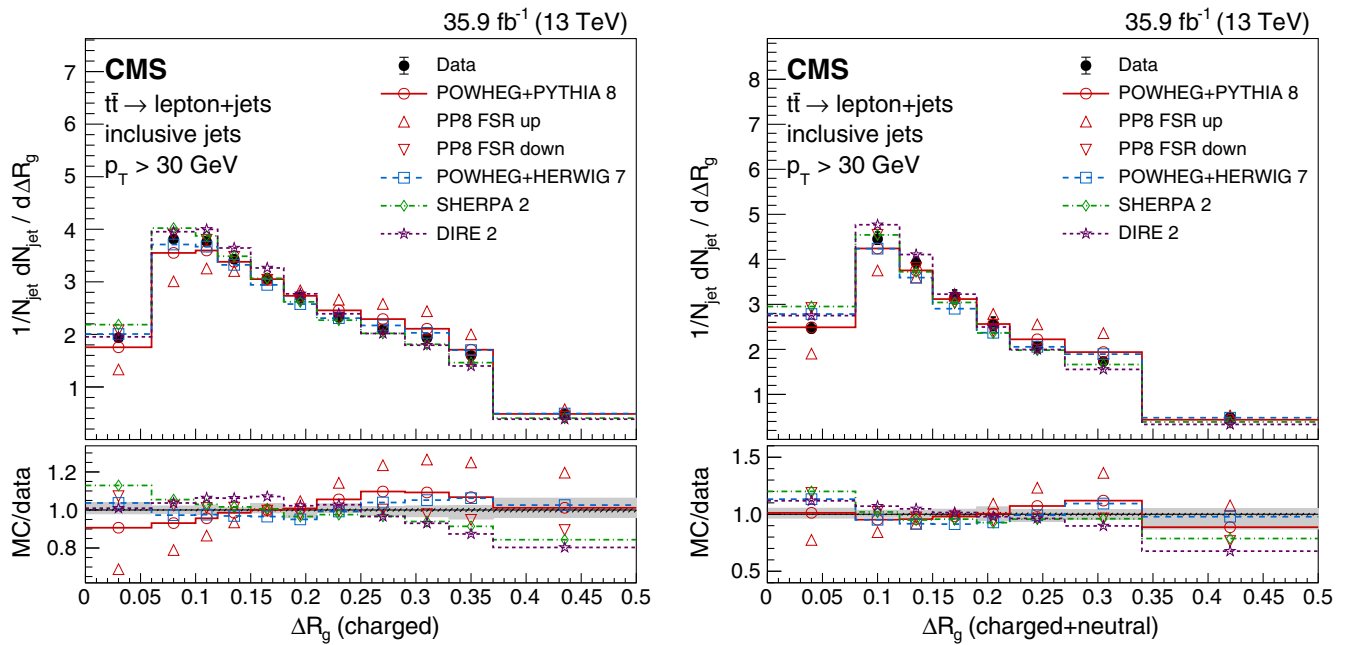 35.9 fb⁻¹ (13 TeV)
CMS
tt̄ → lepton+jets
inclusive jets
p_T > 30 GeV
Data
POWHEG+PYTHIA 8
PP8 FSR up
PP8 FSR down
POWHEG+HERWIG 7
SHERPA 2
DIRE 2
1/N_jet dN_jet / dΔR_g
7
6
5
4
3
2
1
MC/data
1.2
1.0
0.8
0 0.05 0.1 0.15 0.2 0.25 0.3 0.35 0.4 0.45 0.5
ΔR_g (charged)
35.9 fb⁻¹ (13 TeV)
CMS
tt̄ → lepton+jets
inclusive jets
p_T > 30 GeV
Data
POWHEG+PYTHIA 8
PP8 FSR up
PP8 FSR down
POWHEG+HERWIG 7
SHERPA 2
DIRE 2
1/N_jet dN_jet / dΔR_g
8
7
6
5
4
3
2
1
MC/data
1.5
1.0
0.5
0 0.05 0.1 0.15 0.2 0.25 0.3 0.35 0.4 0.45 0.5
ΔR_g (charged+neutral)